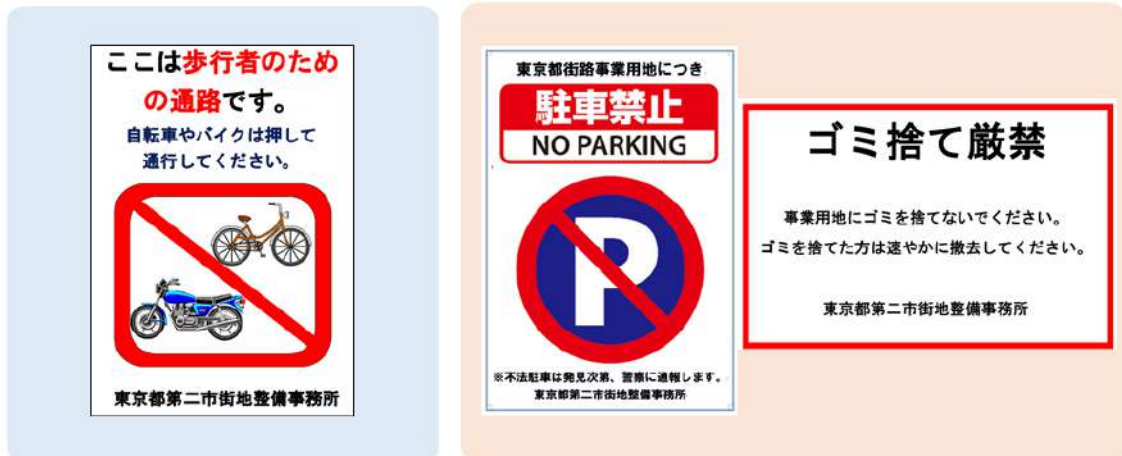 ここは歩行者のため
の通路です。
自転車やバイクは押して
通行してください。
東京都第二市街地整備事務所
東京都街路事業用地につき
駐車禁止
NO PARKING
P
※不法駐車は発見次第、警察に通報します。
東京都第二市街地整備事務所
ゴミ捨て厳禁
事業用地にゴミを捨てないでください。
ゴミを捨てた方は速やかに撤去してください。
東京都第二市街地整備事務所